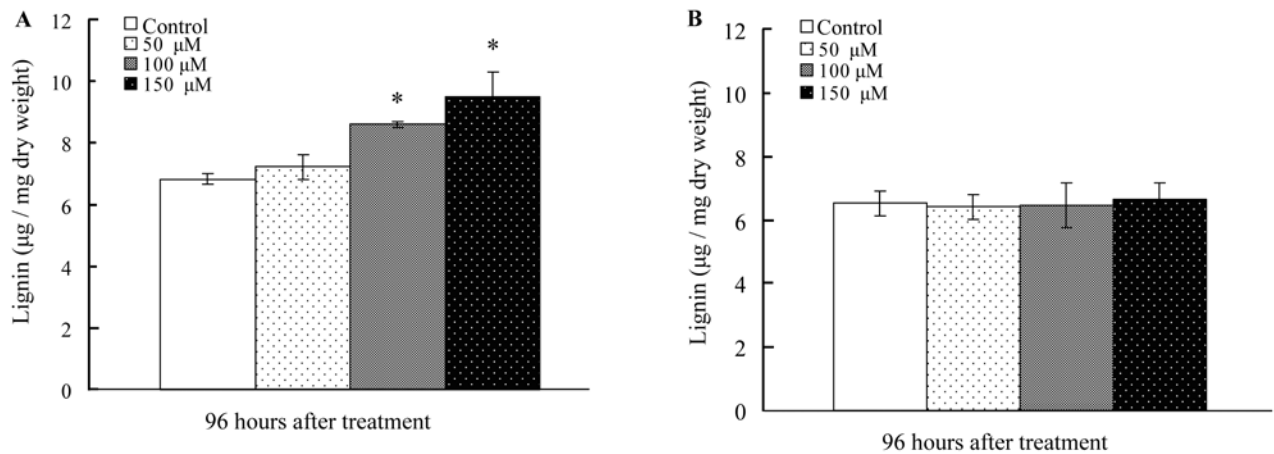 A
Lignin (μg / mg dry weight)
12
10
8
6
4
2
0
Control
50 μM
100 μM
150 μM
*
*
96 hours after treatment
B
Lignin (μg / mg dry weight)
12
10
8
6
4
2
0
Control
50 μM
100 μM
150 μM
96 hours after treatment